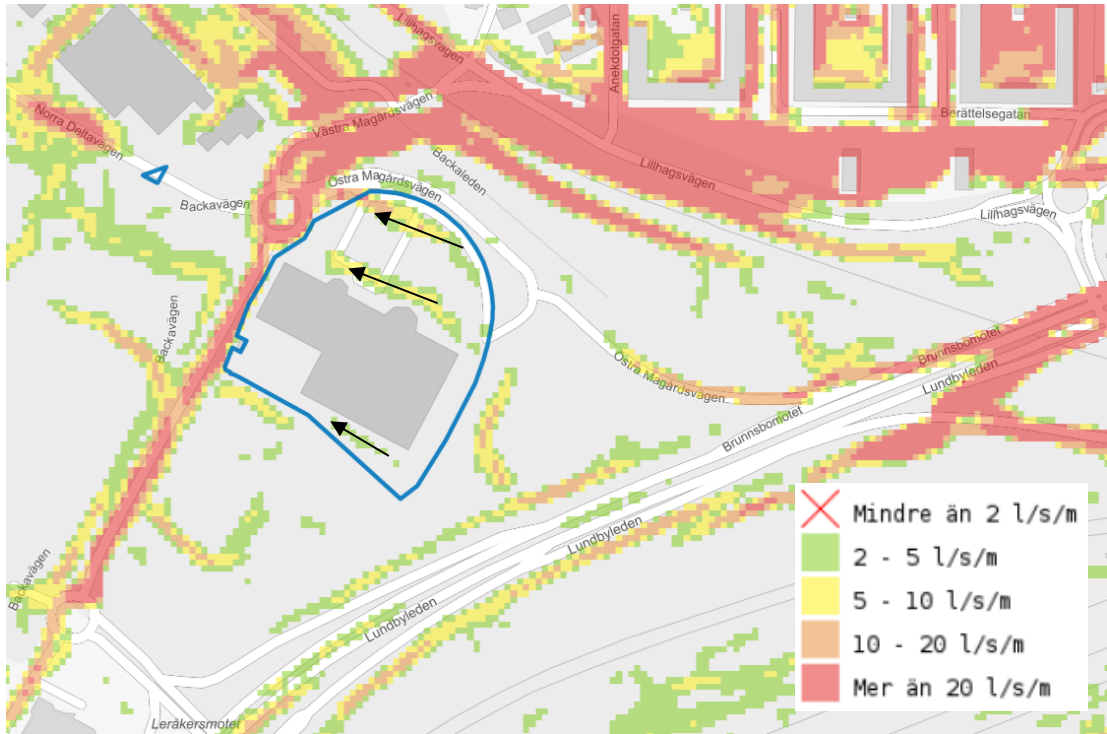 Lillhagsvägen
Lillhagsvägen
Anekdotgatan
Berättelsegatan
Norra Deltavägen
Västra Magårdsvägen
Backaleden
Lillhagsvägen
Östra Magårdsvägen
Backavägen
Lillhagsvägen
Backavägen
Brunnsbomotet
Lundbyleden
Östra Magårdsvägen
Brunnsbomotet
Lundbyleden
Backavägen
Lundbyleden
Leråkersmotet
Mindre än 2 l/s/m
2 - 5 l/s/m
5 - 10 l/s/m
10 - 20 l/s/m
Mer än 20 l/s/m